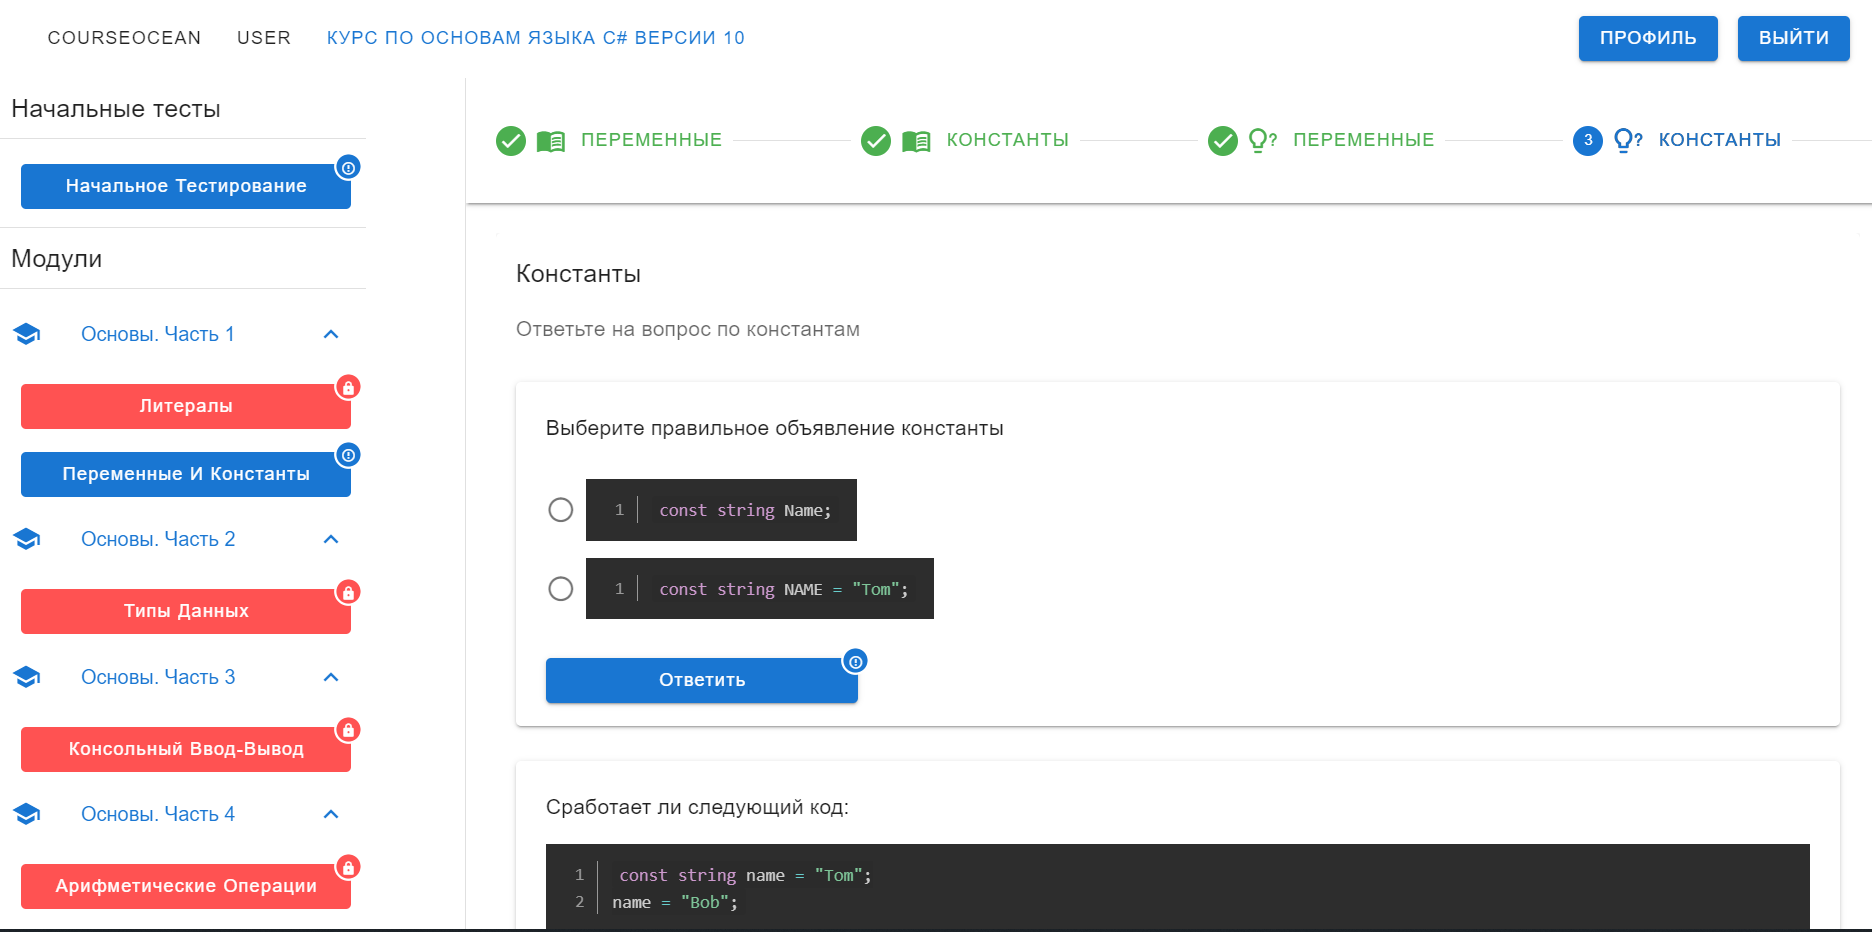 COURSEOCEAN USER КУРС ПО ОСНОВАМ ЯЗЫКА C# ВЕРСИИ 10 ПРОФИЛЬ ВЫЙТИ
Начальные тесты
Начальное Тестирование
Модули
Основы. Часть 1
Литералы
Переменные И Константы
Основы. Часть 2
Типы Данных
Основы. Часть 3
Консольный Ввод-Вывод
Основы. Часть 4
Арифметические Операции
ПЕРЕМЕННЫЕ КОНСТАНТЫ ПЕРЕМЕННЫЕ 3 КОНСТАНТЫ
Константы
Ответьте на вопрос по константам
Выберите правильное объявление константы
1 const string Name;
1 const string NAME = "Tom";
Ответить
Сработает ли следующий код:
1 const string name = "Tom";
2 name = "Bob";